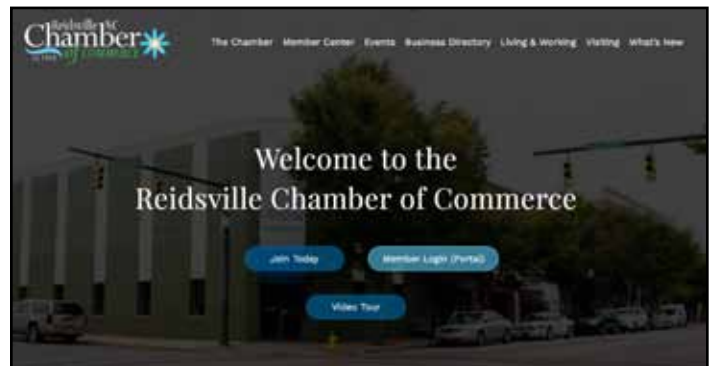 Reidsville NC
Chamber
of Commerce
The Chamber Member Center Events Business Directory Living & Working Visiting What's New
Welcome to the
Reidsville Chamber of Commerce
Join Today
Member Login (Portal)
Video Tour